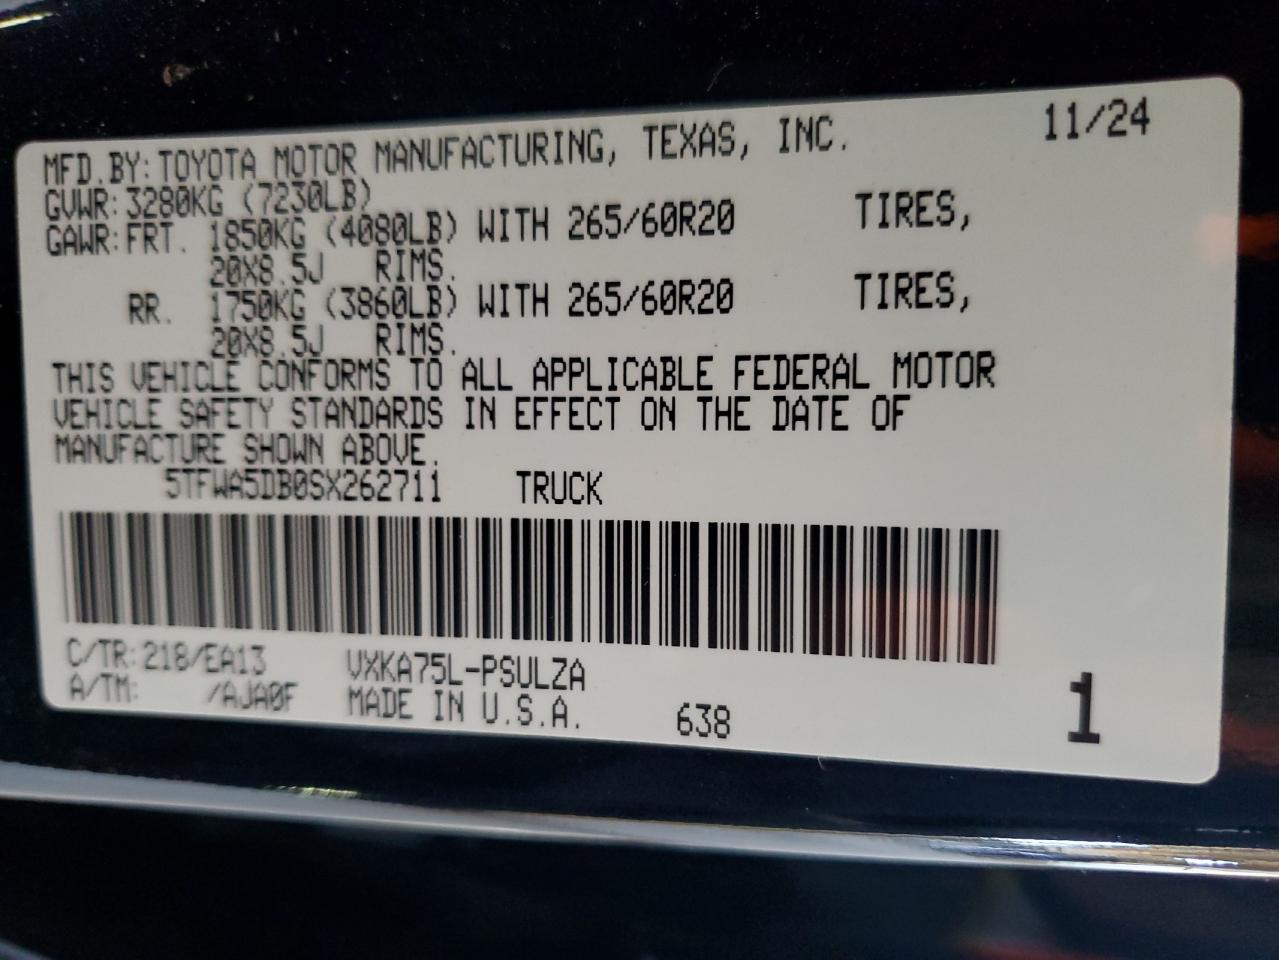 MFD.BY:TOYOTA MOTOR MANUFACTURING, TEXAS, INC. 11/24
GVWR:3280KG (7230LB)
GAWR:FRT. 1850KG (4080LB) WITH 265/60R20 TIRES,
20X8.5J RIMS.
RR. 1750KG (3860LB) WITH 265/60R20 TIRES,
20X8.5J RIMS.
THIS VEHICLE CONFORMS TO ALL APPLICABLE FEDERAL MOTOR
VEHICLE SAFETY STANDARDS IN EFFECT ON THE DATE OF
MANUFACTURE SHOWN ABOVE.
5TFWA5DB0SX262711 TRUCK
C/TR:218/EA13 VXKA75L-PSULZA
A/TM: /AJA0F MADE IN U.S.A. 638 1